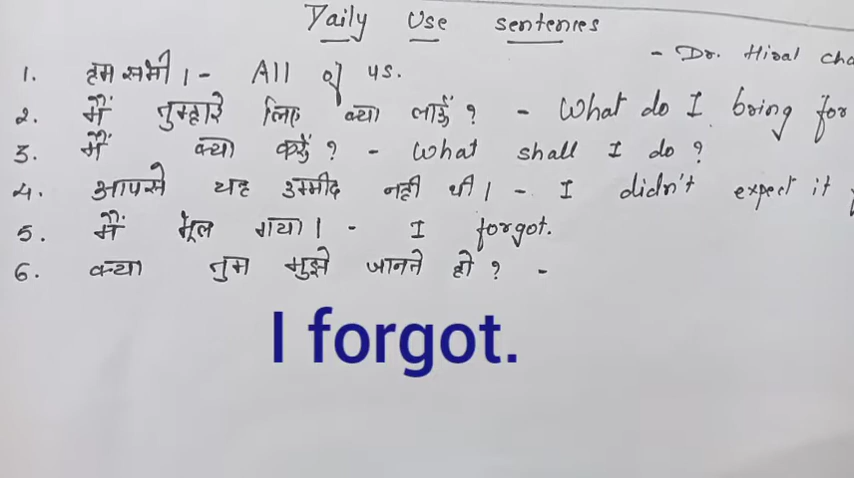 Daily Use sentences
- Dr. Hiral
1. हम सभी । - All of us.
2. मैं तुम्हारे लिए क्या लाऊँ ? - What do I bring for
3. मैं क्या करुँ ? - What shall I do ?
4. आपसे यह उम्मीद नही थी । - I didn't expect it
5. मैं भूल गया । - I forgot.
6. क्या तुम मुझे जानते हो ? -
I forgot.